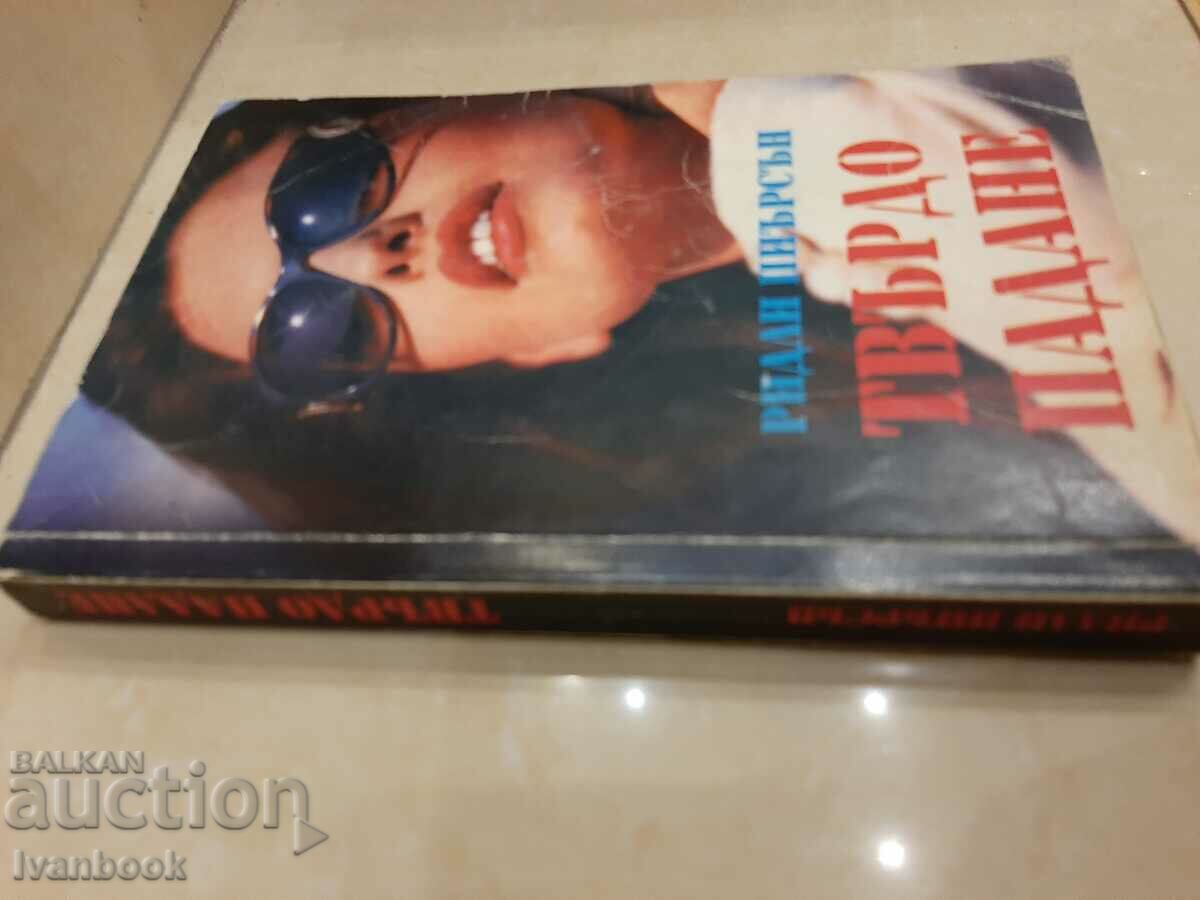 РИДЛИ ПИЪРСЪН
ТВЪРДО
ПАДАНЕ
ТВЪРДО ПАДАНЕ
РИДЛИ ПИЪРСЪН
BALKAN
auction
Ivanbook